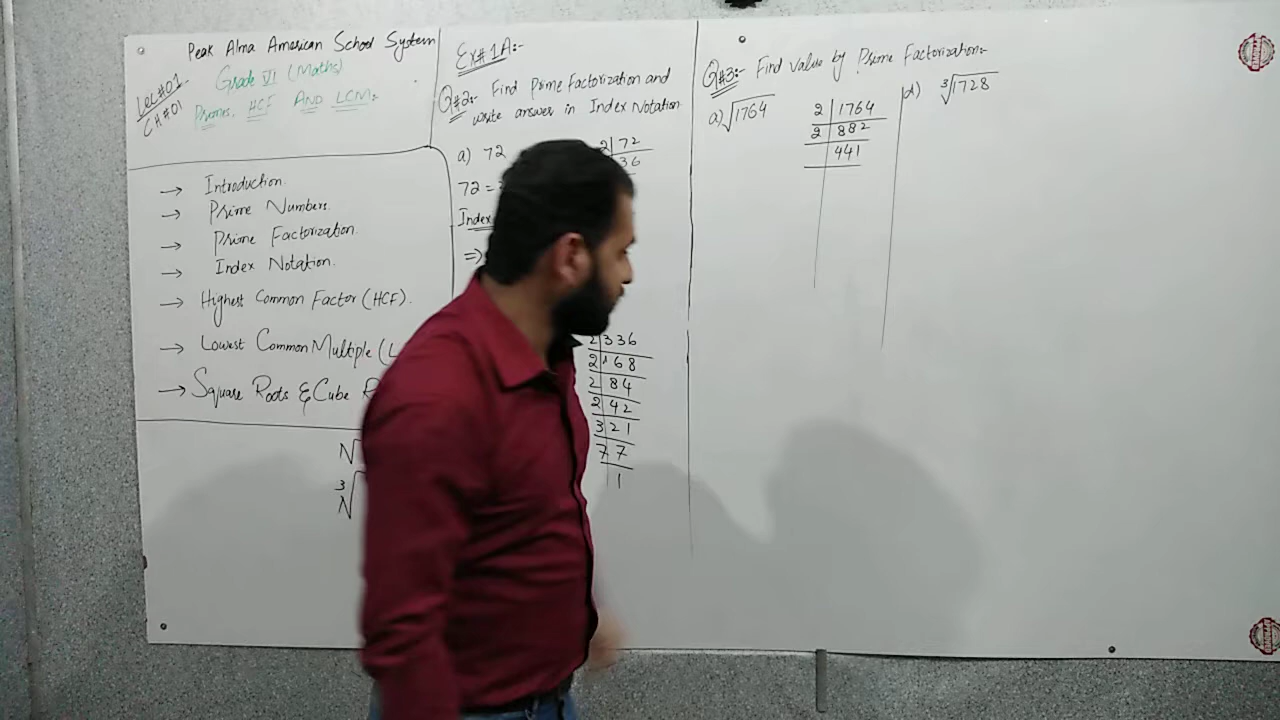 Peak Alma American School System
Lec#01
CH#01
Grade VI (Maths)
Primes, HCF AND LCM:
→ Introduction.
→ Prime Numbers.
→ Prime Factorization.
→ Index Notation.
→ Highest Common Factor (HCF).
→ Lowest Common Multiple (L
→ Square Roots & Cube R
√
3√
Ex# 1A:-
Q#2:- Find Prime Factorization and
write answer in Index Notation
a) 72
2|72
36
72 =
Index
⇒
2|336
2|168
2|84
2|42
3|21
7|7
|1
Q#3:- Find Value by Prime Factorization:-
a) √1764
2|1764
2|882
|441
d) ³√1728